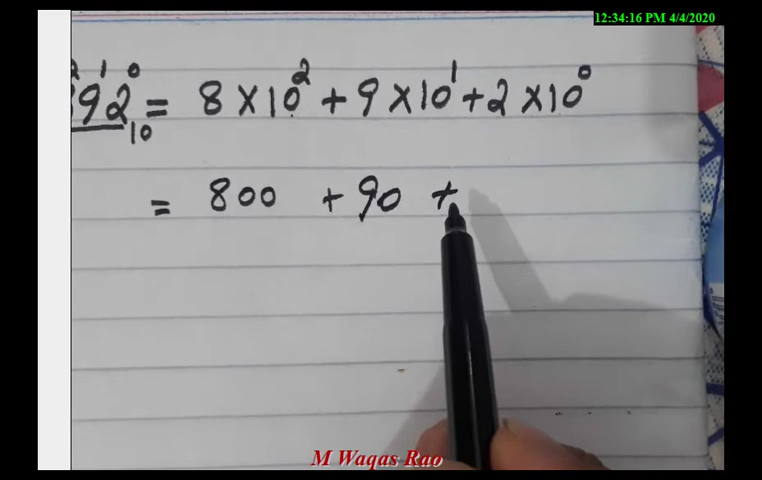 12:34:16 PM 4/4/2020
2 1 0
92₁₀ = 8 × 10² + 9 × 10¹ + 2 × 10⁰
= 800 + 90 +
M Waqas Rao